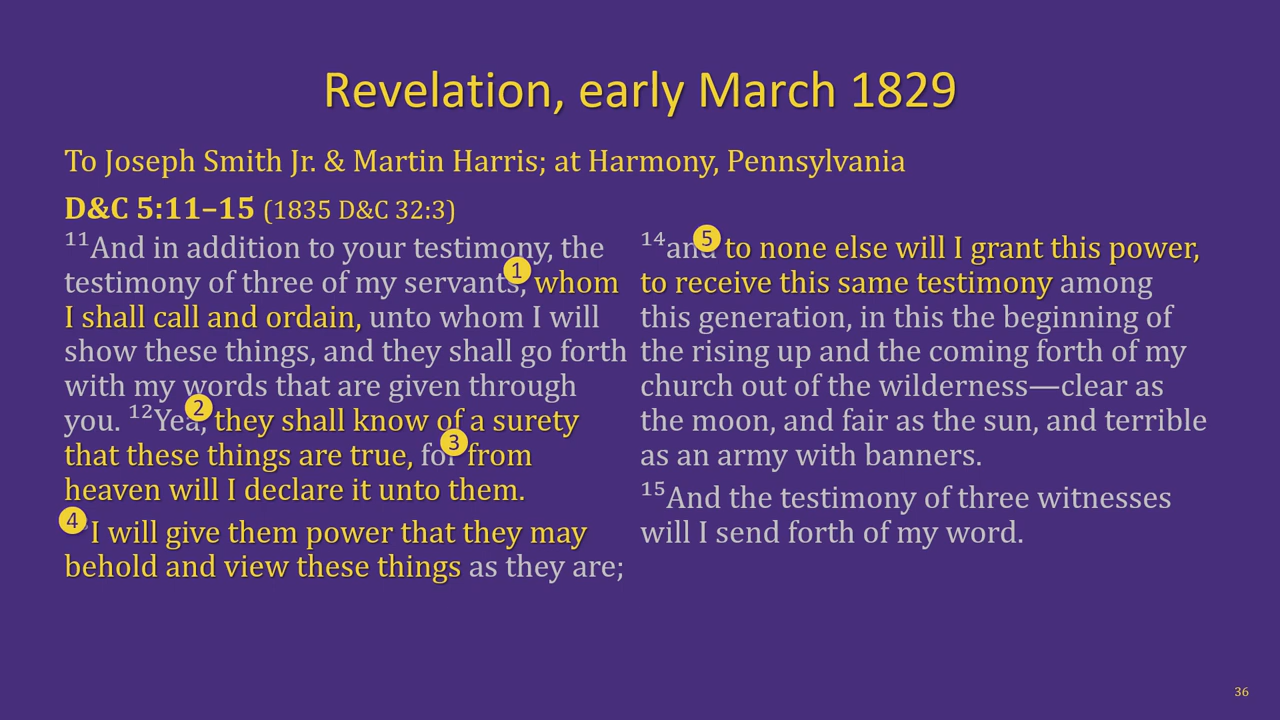 Revelation, early March 1829
To Joseph Smith Jr. & Martin Harris; at Harmony, Pennsylvania
D&C 5:11–15 (1835 D&C 32:3)
¹¹And in addition to your testimony, the
testimony of three of my servants, ① whom
I shall call and ordain, unto whom I will
show these things, and they shall go forth
with my words that are given through
you. ¹²Yea, ② they shall know of a surety
that these things are true, for ③ from
heaven will I declare it unto them.
④ I will give them power that they may
behold and view these things as they are;
¹⁴and ⑤ to none else will I grant this power,
to receive this same testimony among
this generation, in this the beginning of
the rising up and the coming forth of my
church out of the wilderness—clear as
the moon, and fair as the sun, and terrible
as an army with banners.
¹⁵And the testimony of three witnesses
will I send forth of my word.
36